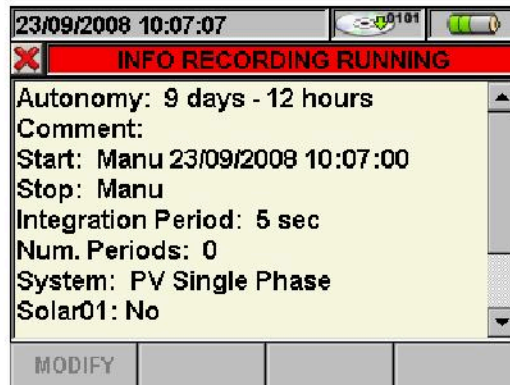 23/09/2008 10:07:07
0101
INFO RECORDING RUNNING
Autonomy: 9 days - 12 hours
Comment:
Start: Manu 23/09/2008 10:07:00
Stop: Manu
Integration Period: 5 sec
Num. Periods: 0
System: PV Single Phase
Solar01: No
MODIFY